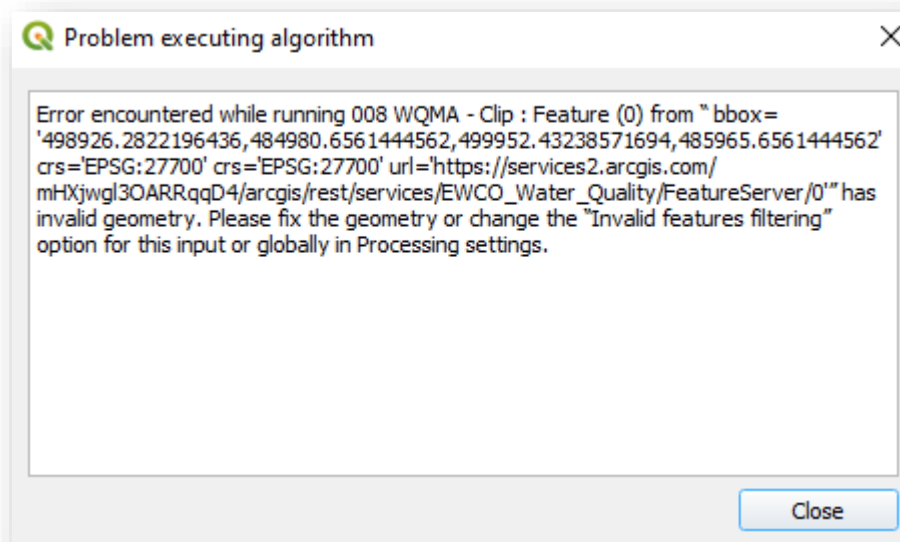 Problem executing algorithm
Error encountered while running 008 WQMA - Clip : Feature (0) from “ bbox=
'498926.2822196436,484980.6561444562,499952.43238571694,485965.6561444562'
crs='EPSG:27700' crs='EPSG:27700' url='https://services2.arcgis.com/
mHXjwgl3OARRqqD4/arcgis/rest/services/EWCO_Water_Quality/FeatureServer/0'” has
invalid geometry. Please fix the geometry or change the “Invalid features filtering”
option for this input or globally in Processing settings.
Close